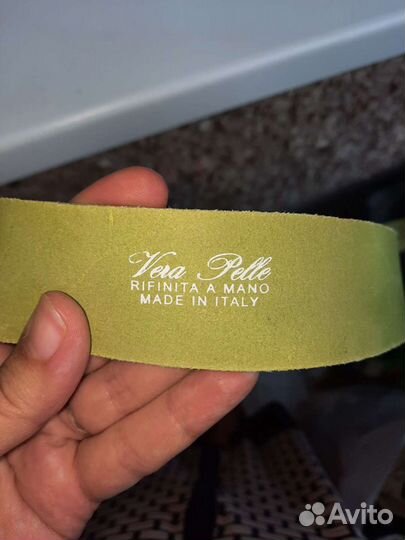 Vera Pelle
RIFINITA A MANO
MADE IN ITALY
Avito